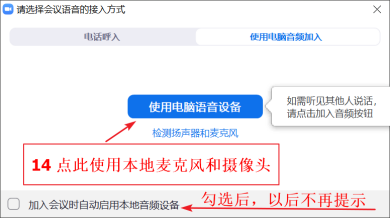 请选择会议语音的接入方式
电话呼入
使用电脑音频加入
使用电脑语音设备
如需听见其他人说话，
请点击加入音频按钮
检测扬声器和麦克风
14 点此使用本地麦克风和摄像头
加入会议时自动启用本地音频设备
勾选后，以后不再提示